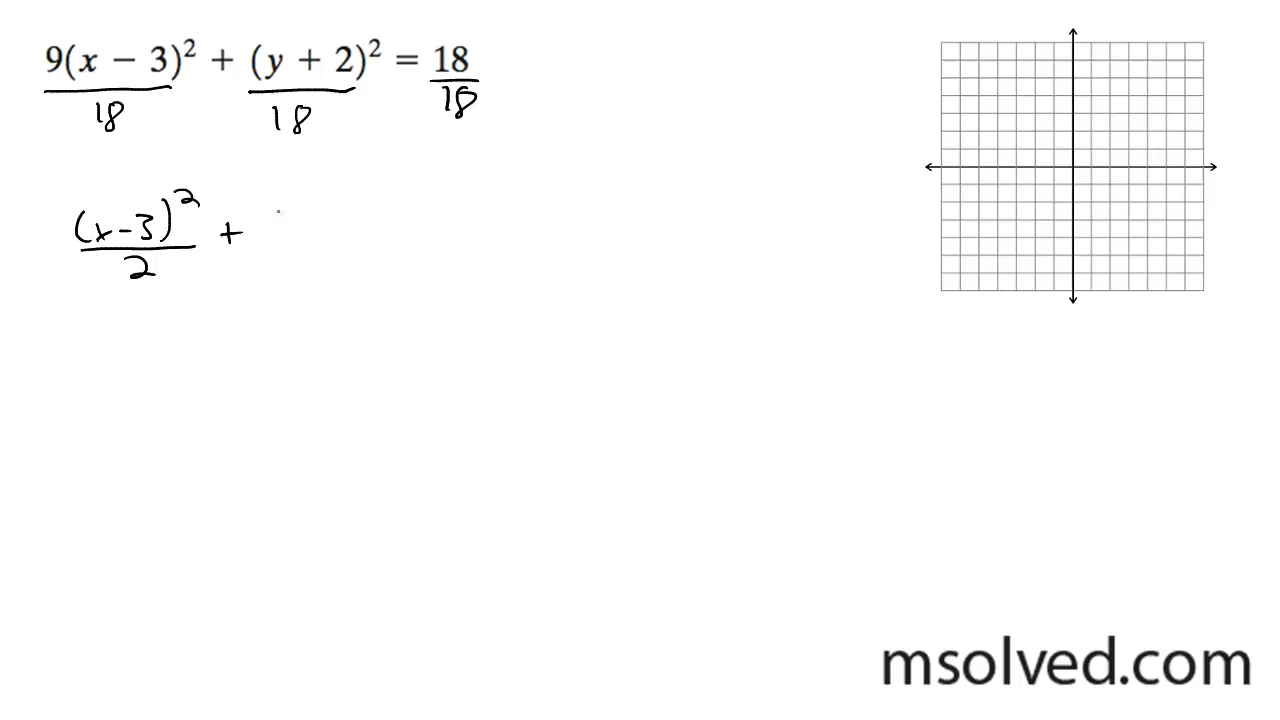 9(x − 3)² + (y + 2)² = 18
18 18 18
(x-3)² +
2
msolved.com